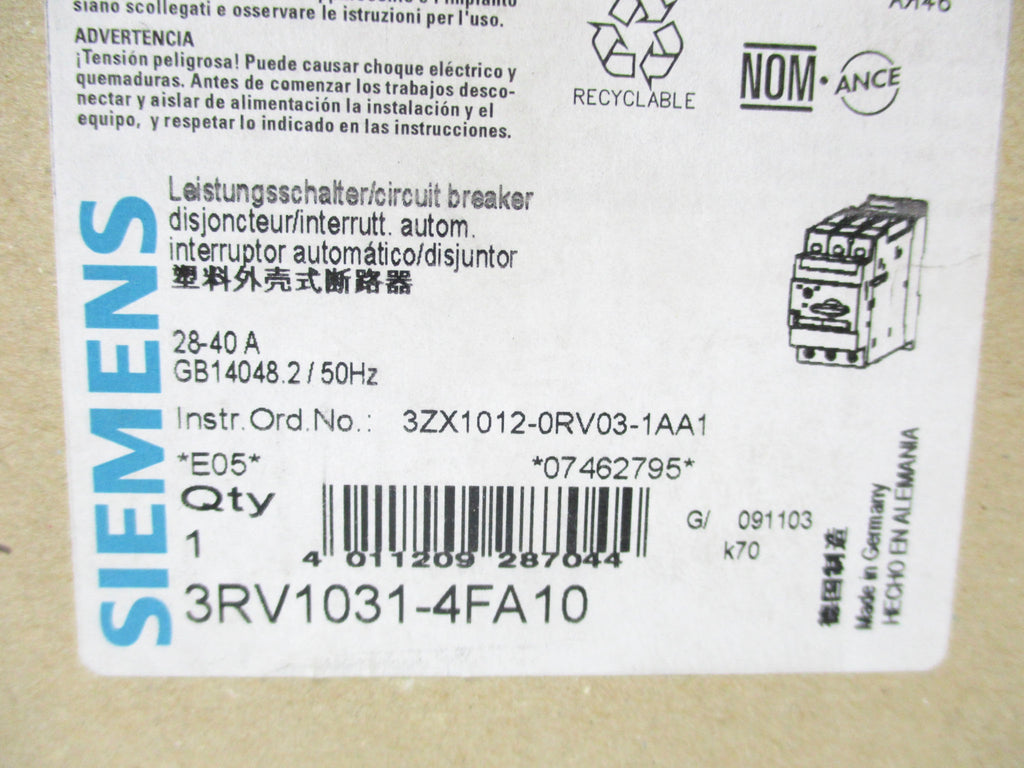 siano scollegati e osservare le istruzioni per l'uso.
ADVERTENCIA
¡Tensión peligrosa! Puede causar choque eléctrico y
quemaduras. Antes de comenzar los trabajos desco-
nectar y aislar de alimentación la instalación y el
equipo, y respetar lo indicado en las instrucciones.
RECYCLABLE
NOM · ANCE
SIEMENS
Leistungsschalter/circuit breaker
disjoncteur/interrutt. autom.
interruptor automático/disjuntor
塑料外壳式断路器
28-40 A
GB14048.2 / 50Hz
Instr.Ord.No.: 3ZX1012-0RV03-1AA1
*E05* *07462795*
Qty
1
4 011209 287044
G/ 091103
k70
3RV1031-4FA10
德国制造
Made in Germany
HECHO EN ALEMANIA